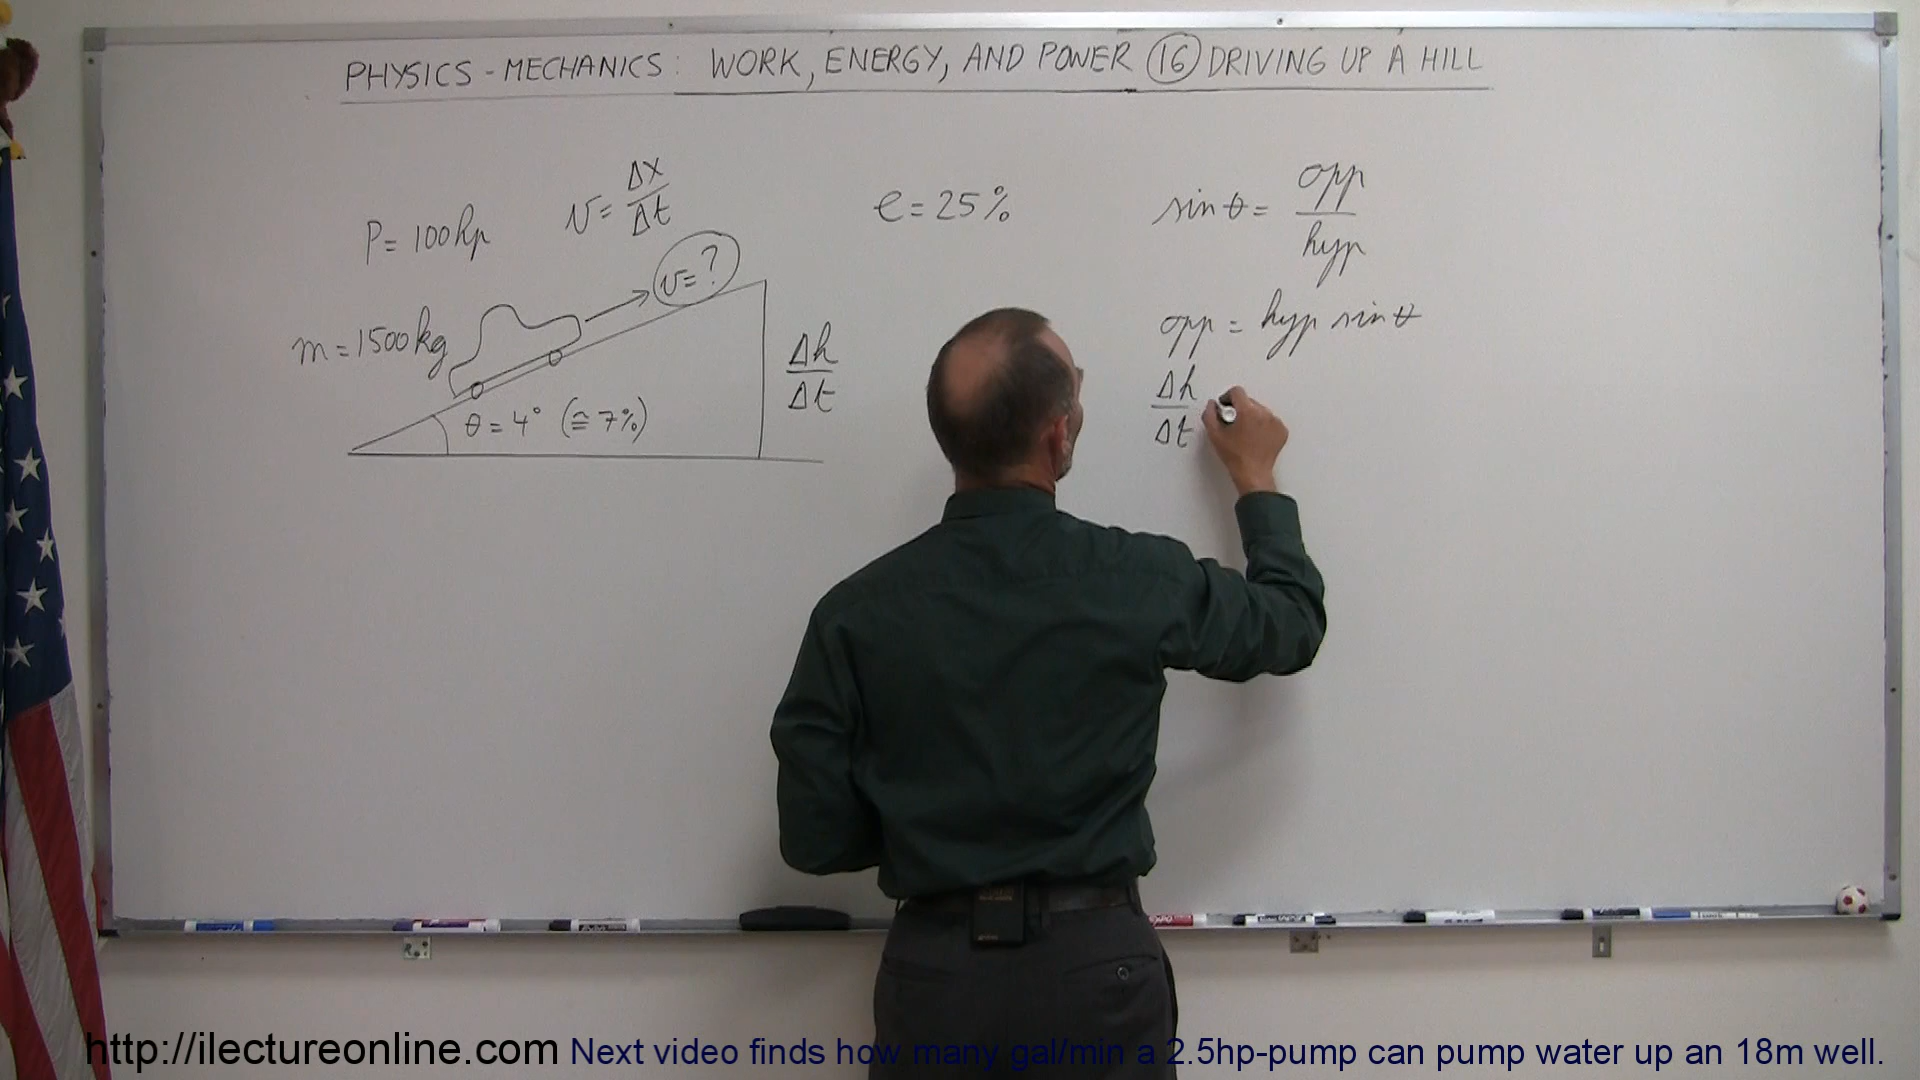 PHYSICS - MECHANICS: WORK, ENERGY, AND POWER (16) DRIVING UP A HILL
P = 100hp
v = Δx/Δt
e = 25%
sin θ = opp/hyp
v = ?
m = 1500kg
Δh/Δt
θ = 4° (≅ 7%)
opp = hyp sin θ
Δh/Δt
http://ilectureonline.com Next video finds how many gal/min a 2.5hp-pump can pump water up an 18m well.